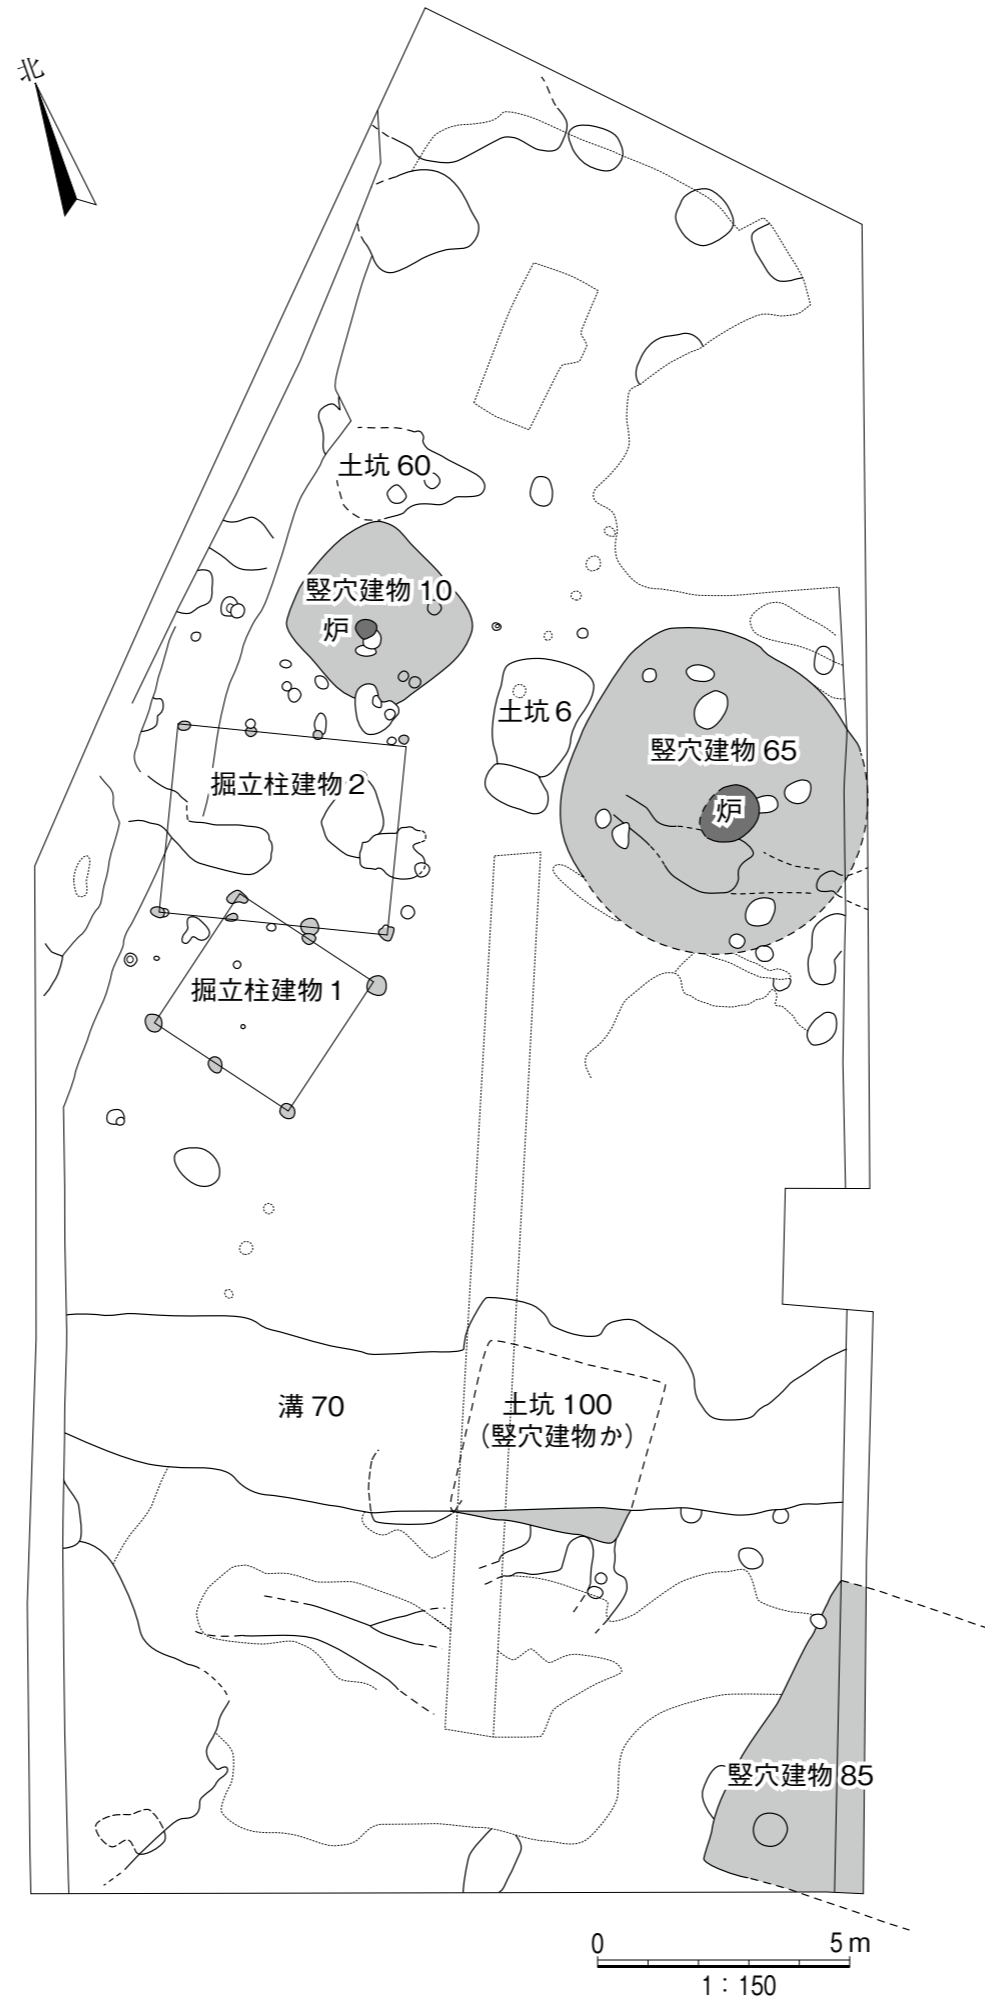 北
土坑 60
竪穴建物 10
炉
土坑 6
竪穴建物 65
炉
掘立柱建物 2
掘立柱建物 1
溝 70
土坑 100
（竪穴建物か）
竪穴建物 85
0 5 m
1：150